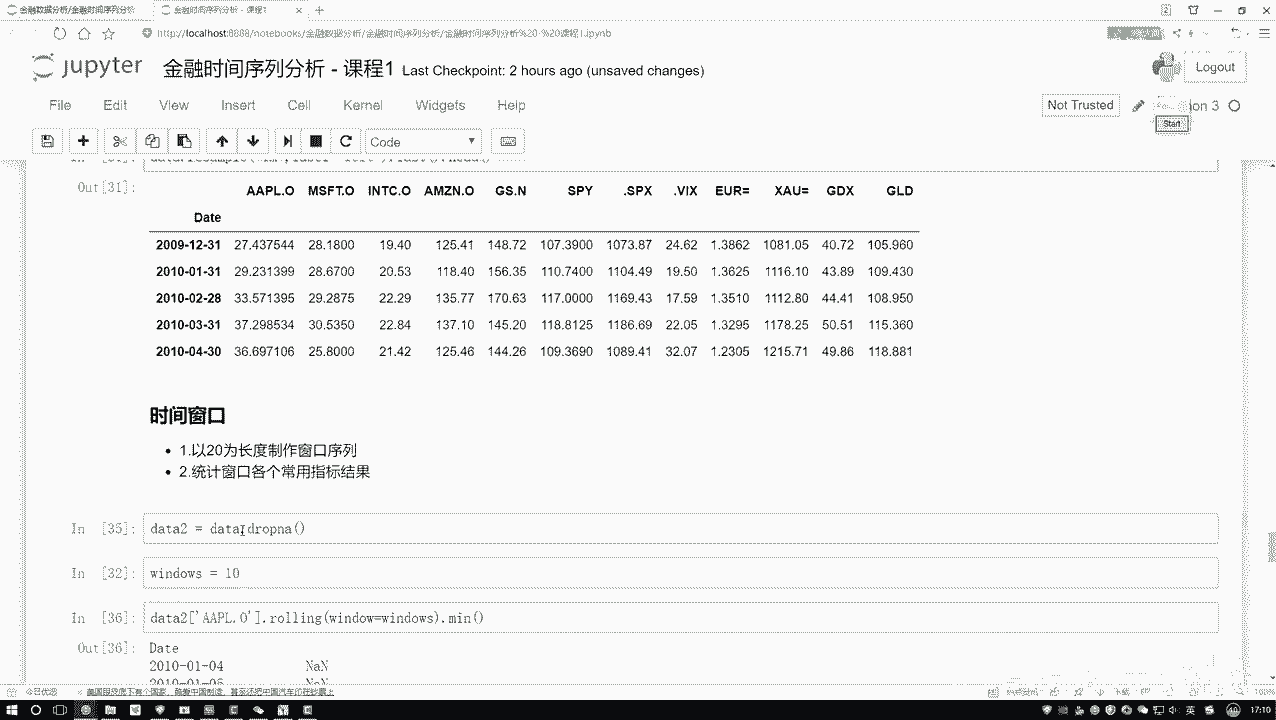 金融数据分析/金融时间序列分析
金融时间序列分析 - 课程1
http://localhost:8888/notebooks/金融数据分析/金融时间序列分析/金融时间序列分析%20-%20课程1.ipynb
jupyter 金融时间序列分析 - 课程1 Last Checkpoint: 2 hours ago (unsaved changes)
Logout
File Edit View Insert Cell Kernel Widgets Help
Not Trusted
Start
Code
Out[31]:
AAPL.O MSFT.O INTC.O AMZN.O GS.N SPY .SPX .VIX EUR= XAU= GDX GLD
Date
2009-12-31 27.437544 28.1800 19.40 125.41 148.72 107.3900 1073.87 24.62 1.3862 1081.05 40.72 105.960
2010-01-31 29.231399 28.6700 20.53 118.40 156.35 110.7400 1104.49 19.50 1.3625 1116.10 43.89 109.430
2010-02-28 33.571395 29.2875 22.29 135.77 170.63 117.0000 1169.43 17.59 1.3510 1112.80 44.41 108.950
2010-03-31 37.298534 30.5350 22.84 137.10 145.20 118.8125 1186.69 22.05 1.3295 1178.25 50.51 115.360
2010-04-30 36.697106 25.8000 21.42 125.46 144.26 109.3690 1089.41 32.07 1.2305 1215.71 49.86 118.881
时间窗口
1.以20为长度制作窗口序列
2.统计窗口各个常用指标结果
In [35]: data2 = data.dropna()
In [32]: windows = 10
In [36]: data2['AAPL.O'].rolling(window=windows).min()
Out[36]: Date
2010-01-04 NaN
英
17:10